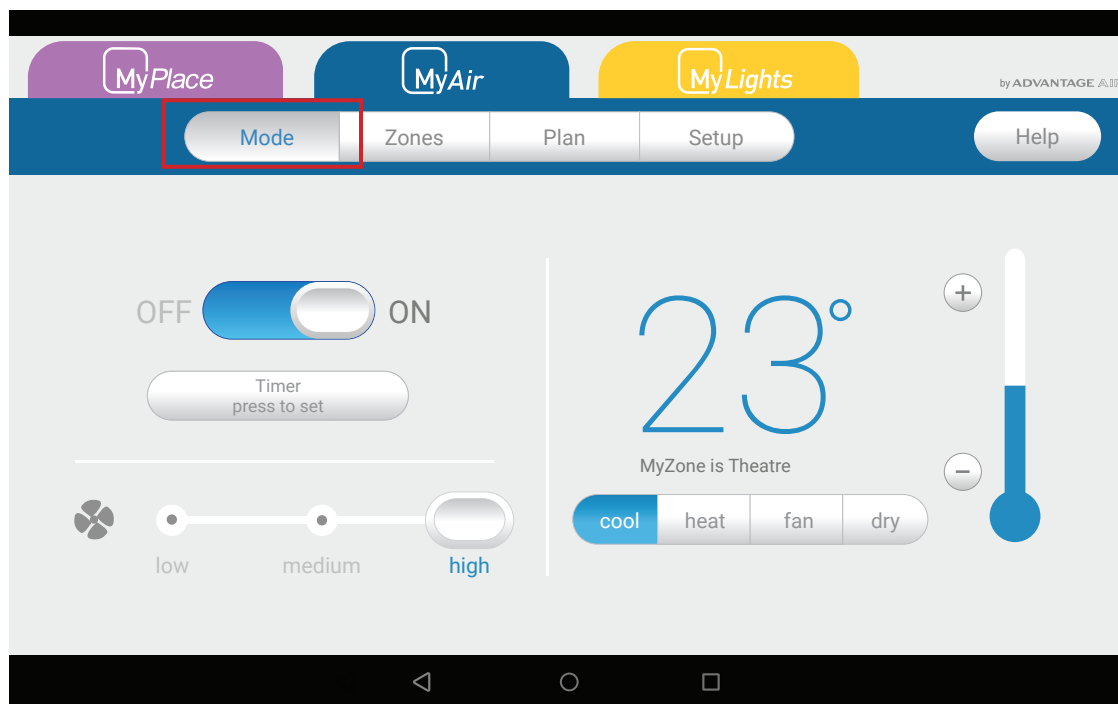 MyPlace
MyAir
MyLights
by ADVANTAGE AIR
Mode
Zones
Plan
Setup
Help
OFF
ON
Timer
press to set
low
medium
high
23°
+
−
MyZone is Theatre
cool
heat
fan
dry